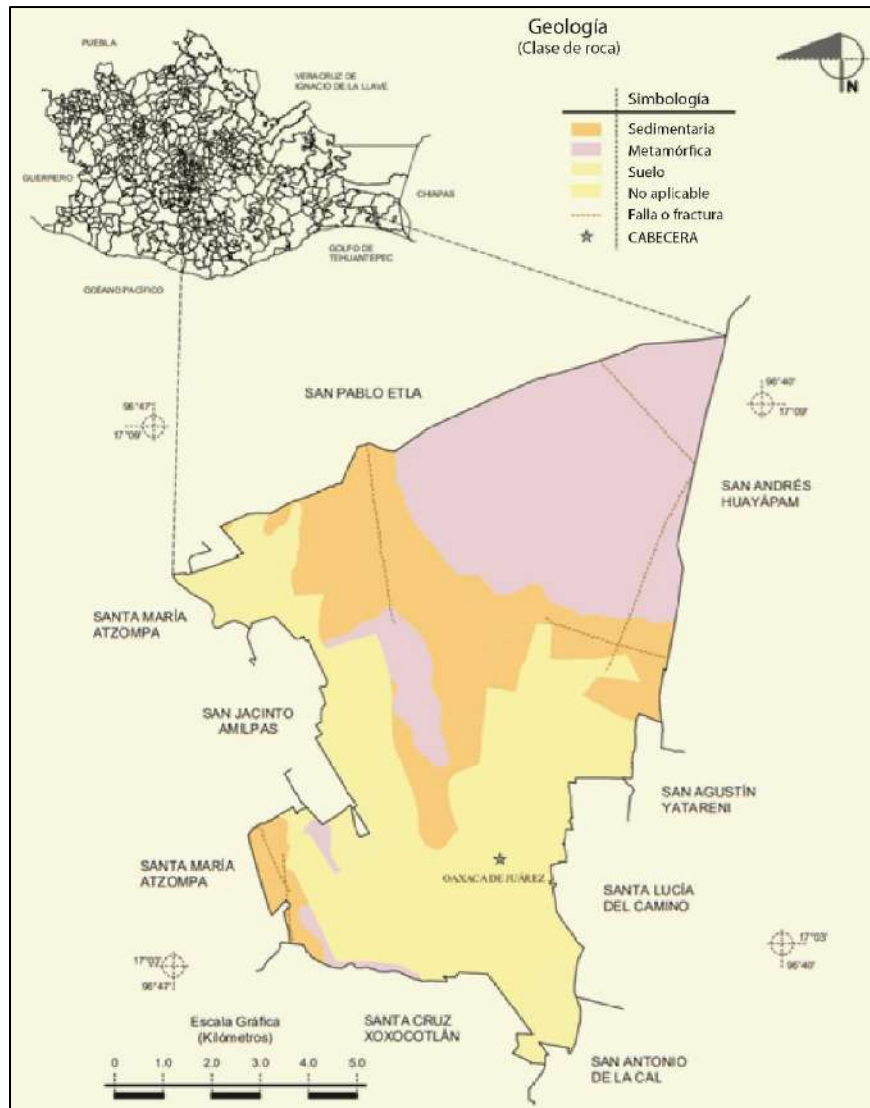 Geología
(Clase de roca)
N
Simbología
Sedimentaria
Metamórfica
Suelo
No aplicable
Falla o fractura
CABECERA
PUEBLA
VERACRUZ DE
IGNACIO DE LA LLAVE
GUERRERO
CHIAPAS
GOLFO DE
TEHUANTEPEC
OCÉANO PACÍFICO
SAN PABLO ETLA
96°47'
17°09'
96°40'
17°09'
SAN ANDRÉS
HUAYÁPAM
SANTA MARÍA
ATZOMPA
SAN JACINTO
AMILPAS
SAN AGUSTÍN
YATARENI
SANTA MARÍA
ATZOMPA
OAXACA DE JUÁREZ
SANTA LUCÍA
DEL CAMINO
17°03'
96°47'
17°03'
96°40'
Escala Gráfica
(Kilómetros)
0.0 1.0 2.0 3.0 4.0 5.0
SANTA CRUZ
XOXOCOTLÁN
SAN ANTONIO
DE LA CAL